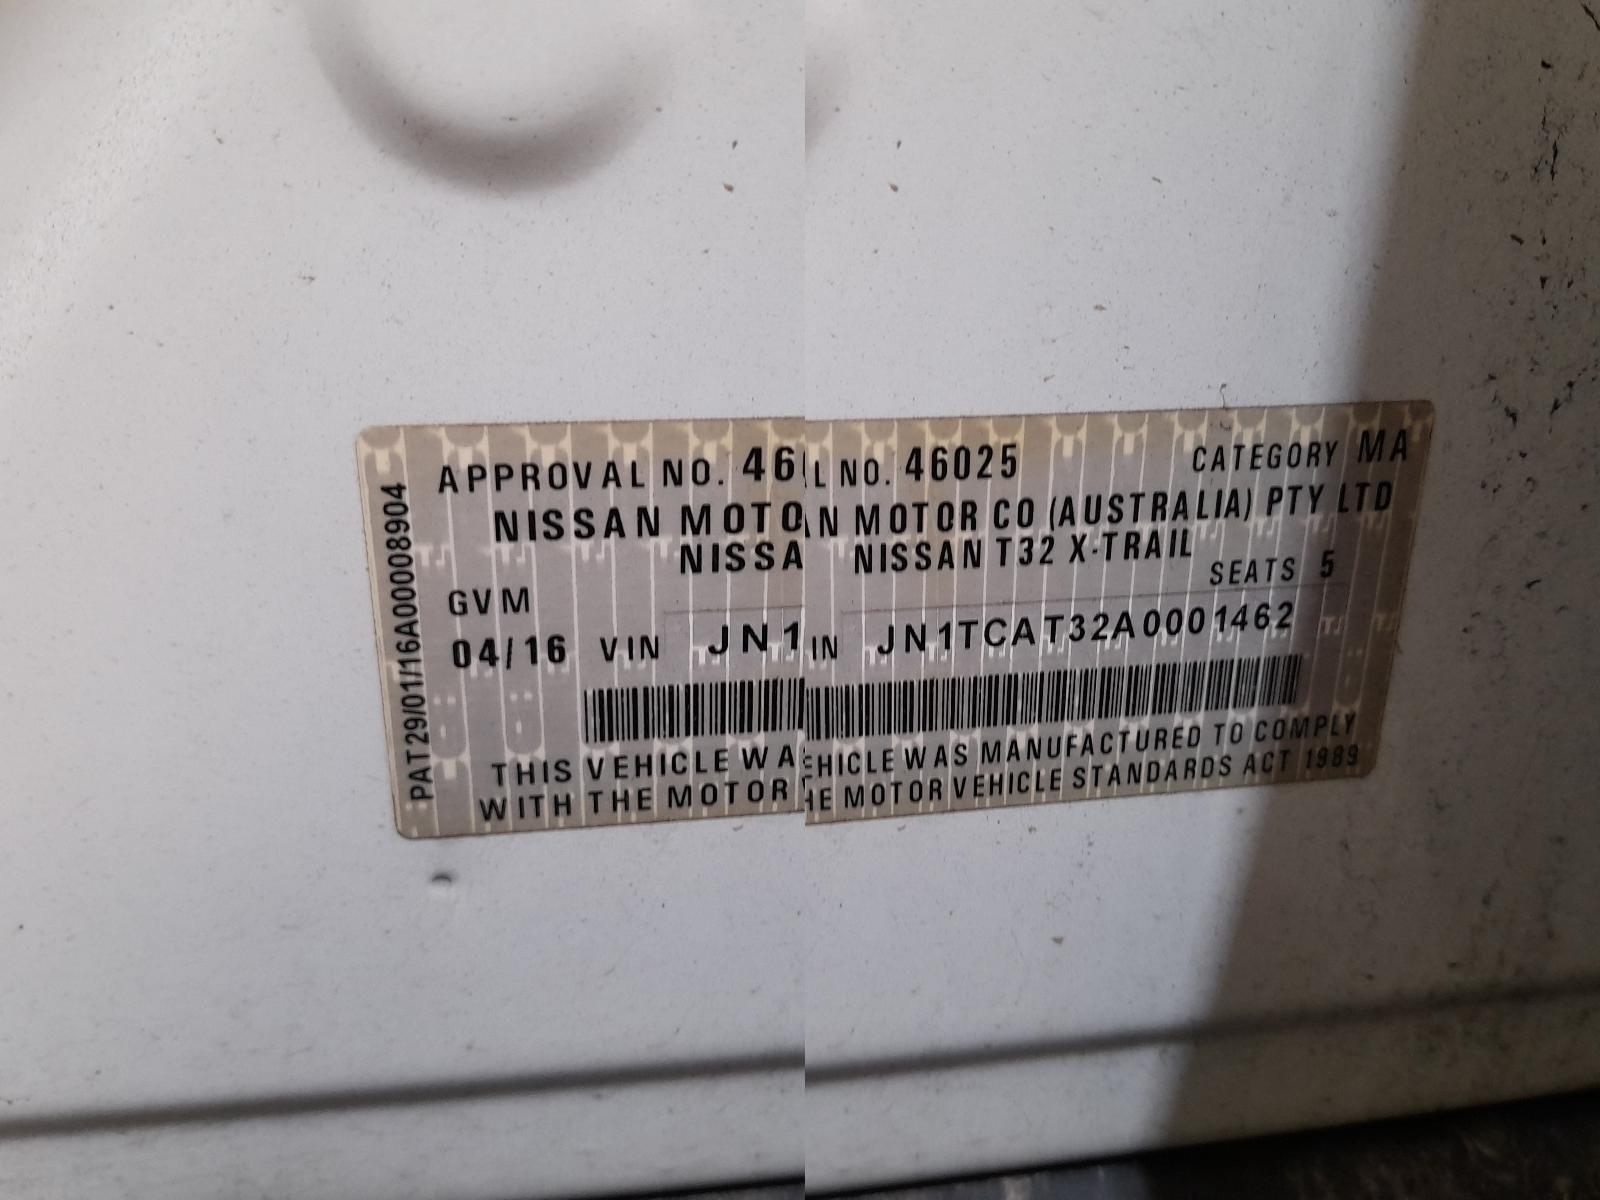 APPROVAL NO. 46
L NO. 46025 CATEGORY MA
NISSAN MOTO
N MOTOR CO (AUSTRALIA) PTY LTD
NISSA
NISSAN T32 X-TRAIL
SEATS 5
GVM
04/16 VIN JN1
IN JN1TCAT32A0001462
THIS VEHICLE WA
EHICLE WAS MANUFACTURED TO COMPLY
WITH THE MOTOR
HE MOTOR VEHICLE STANDARDS ACT 1989
PAT29/01/16A00008904